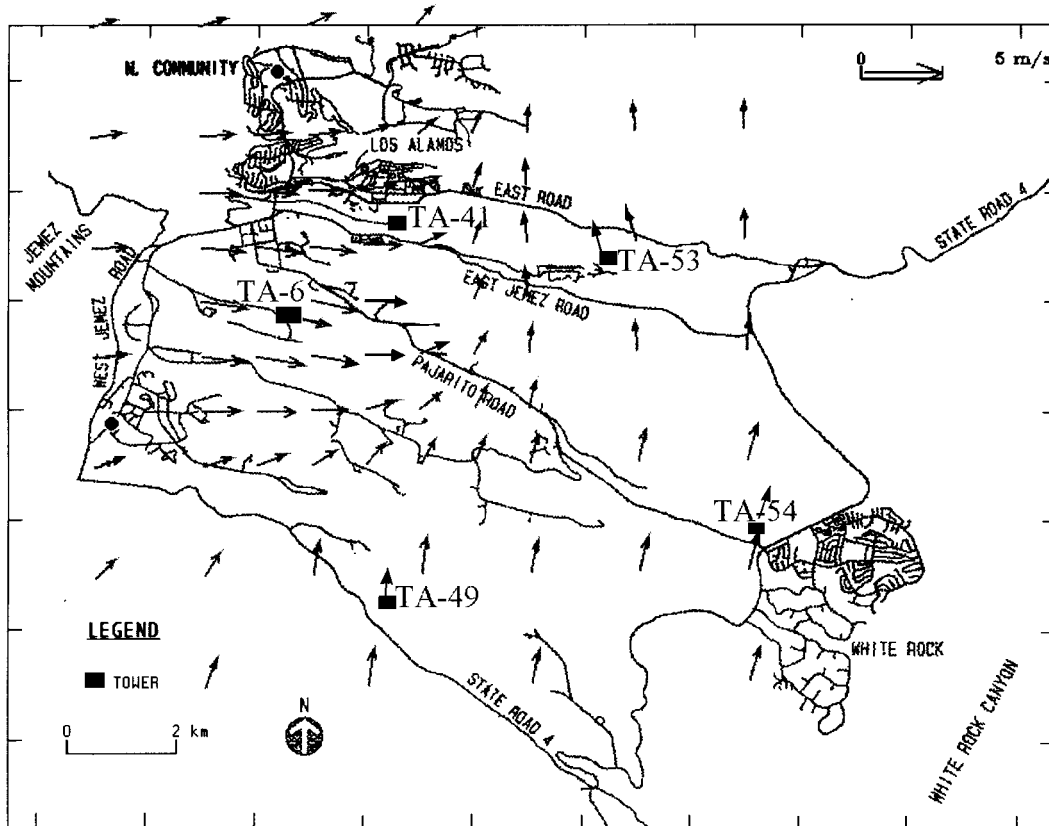 0 5 m/s
N. COMMUNITY
LOS ALAMOS
EAST ROAD
STATE ROAD 4
TA-41
TA-53
JEMEZ
MOUNTAINS
WEST JEMEZ
ROAD
EAST JEMEZ ROAD
TA-6
PAJARITO ROAD
TA-54
TA-49
LEGEND
TOWER
WHITE ROCK
STATE ROAD 4
WHITE ROCK CANYON
N
0 2 km